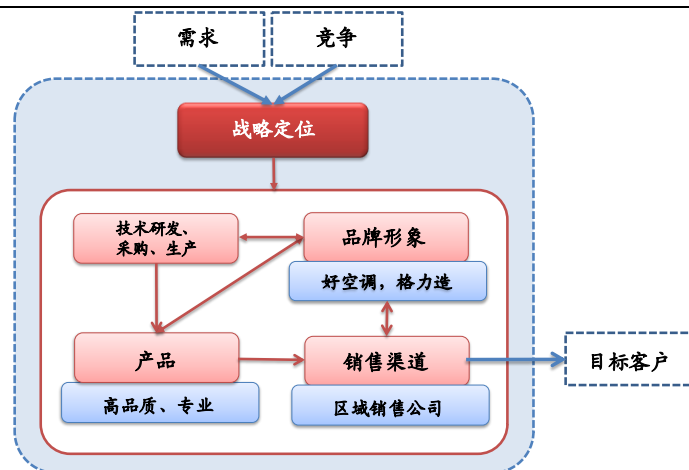 需求
竞争
战略定位
技术研发、
采购、生产
品牌形象
好空调，格力造
产品
高品质、专业
销售渠道
区域销售公司
目标客户